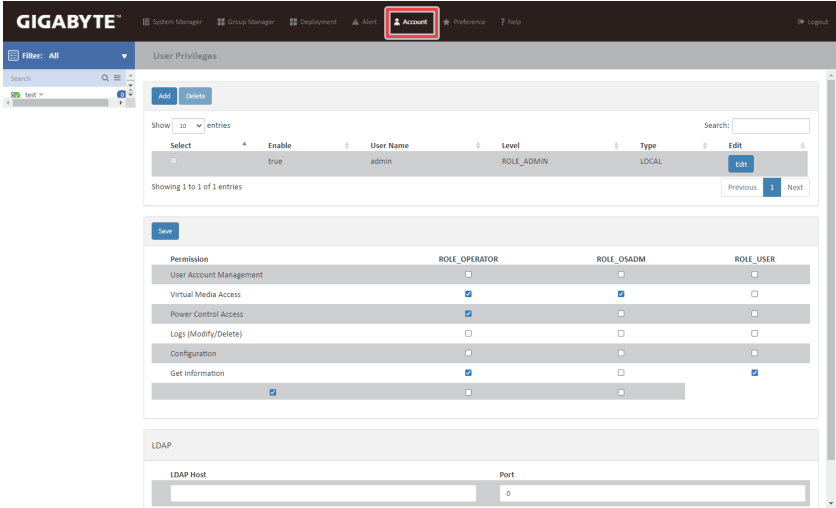 GIGABYTE™ System Manager Group Manager Deployment Alert Account Preference ? help Logout
Filter: All User Privileges
Search
test 0
Add Delete
Show 10 entries Search:
Select Enable User Name Level Type Edit
true admin ROLE_ADMIN LOCAL Edit
Showing 1 to 1 of 1 entries Previous 1 Next
Save
Permission ROLE_OPERATOR ROLE_OSADM ROLE_USER
User Account Management
Virtual Media Access
Power Control Access
Logs (Modify/Delete)
Configuration
Get Information
LDAP
LDAP Host Port
0